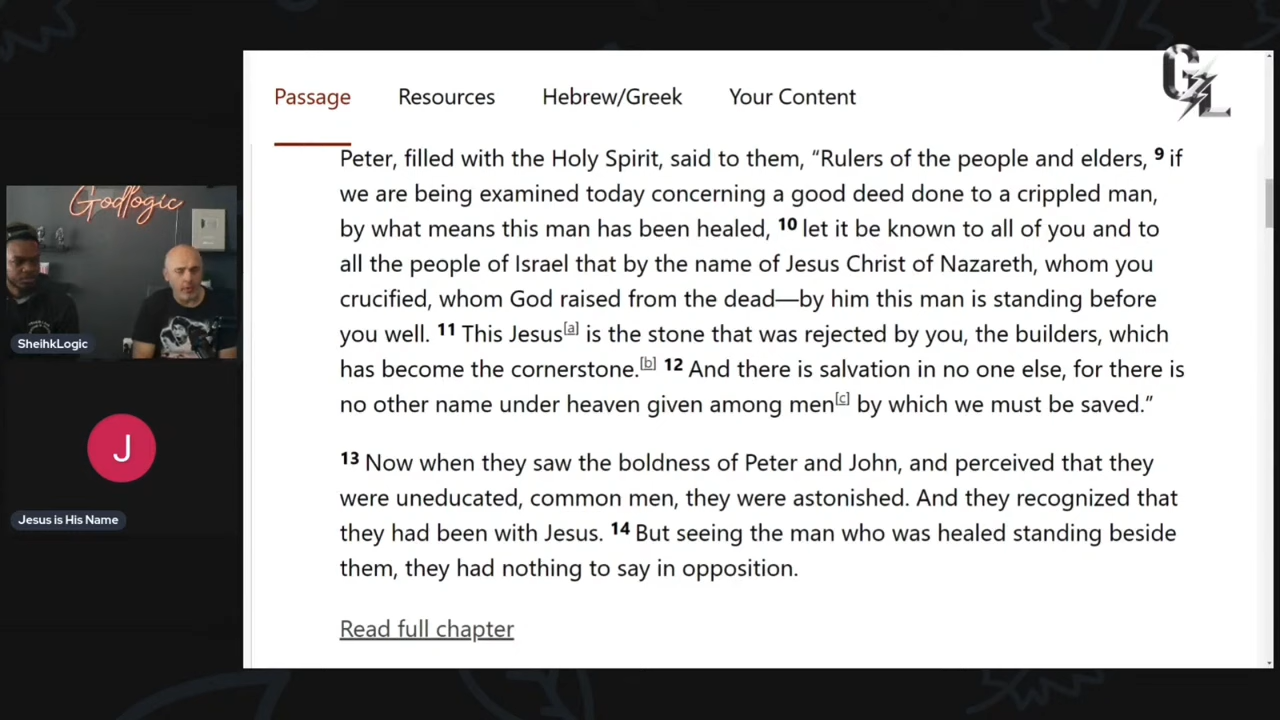 Passage Resources Hebrew/Greek Your Content
GL
Peter, filled with the Holy Spirit, said to them, “Rulers of the people and elders, 9 if
we are being examined today concerning a good deed done to a crippled man,
by what means this man has been healed, 10 let it be known to all of you and to
all the people of Israel that by the name of Jesus Christ of Nazareth, whom you
crucified, whom God raised from the dead—by him this man is standing before
you well. 11 This Jesus[a] is the stone that was rejected by you, the builders, which
has become the cornerstone.[b] 12 And there is salvation in no one else, for there is
no other name under heaven given among men[c] by which we must be saved.”
13 Now when they saw the boldness of Peter and John, and perceived that they
were uneducated, common men, they were astonished. And they recognized that
they had been with Jesus. 14 But seeing the man who was healed standing beside
them, they had nothing to say in opposition.
Read full chapter
Godlogic
SheihkLogic
J
Jesus is His Name